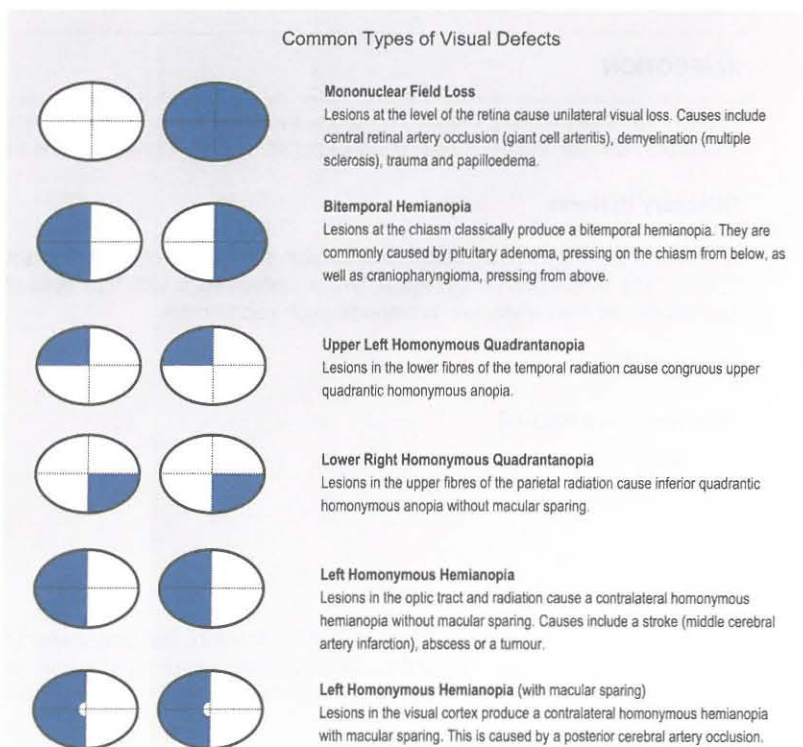 Common Types of Visual Defects
Mononuclear Field Loss
Lesions at the level of the retina cause unilateral visual loss. Causes include
central retinal artery occlusion (giant cell arteritis), demyelination (multiple
sclerosis), trauma and papilloedema.
Bitemporal Hemianopia
Lesions at the chiasm classically produce a bitemporal hemianopia. They are
commonly caused by pituitary adenoma, pressing on the chiasm from below, as
well as craniopharyngioma, pressing from above.
Upper Left Homonymous Quadrantanopia
Lesions in the lower fibres of the temporal radiation cause congruous upper
quadrantic homonymous anopia.
Lower Right Homonymous Quadrantanopia
Lesions in the upper fibres of the parietal radiation cause inferior quadrantic
homonymous anopia without macular sparing.
Left Homonymous Hemianopia
Lesions in the optic tract and radiation cause a contralateral homonymous
hemianopia without macular sparing. Causes include a stroke (middle cerebral
artery infarction), abscess or a tumour.
Left Homonymous Hemianopia (with macular sparing)
Lesions in the visual cortex produce a contralateral homonymous hemianopia
with macular sparing. This is caused by a posterior cerebral artery occlusion.